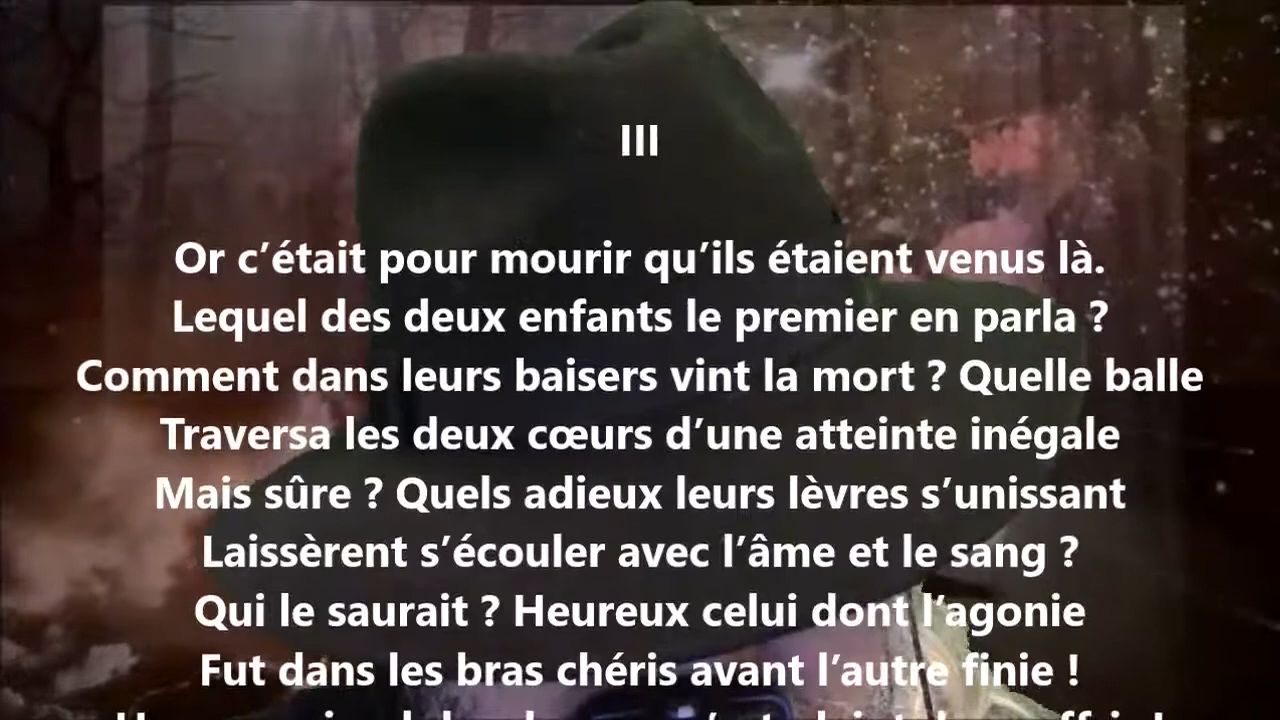 III
Or c’était pour mourir qu’ils étaient venus là.
Lequel des deux enfants le premier en parla ?
Comment dans leurs baisers vint la mort ? Quelle balle
Traversa les deux cœurs d’une atteinte inégale
Mais sûre ? Quels adieux leurs lèvres s’unissant
Laissèrent s’écouler avec l’âme et le sang ?
Qui le saurait ? Heureux celui dont l’agonie
Fut dans les bras chéris avant l’autre finie !